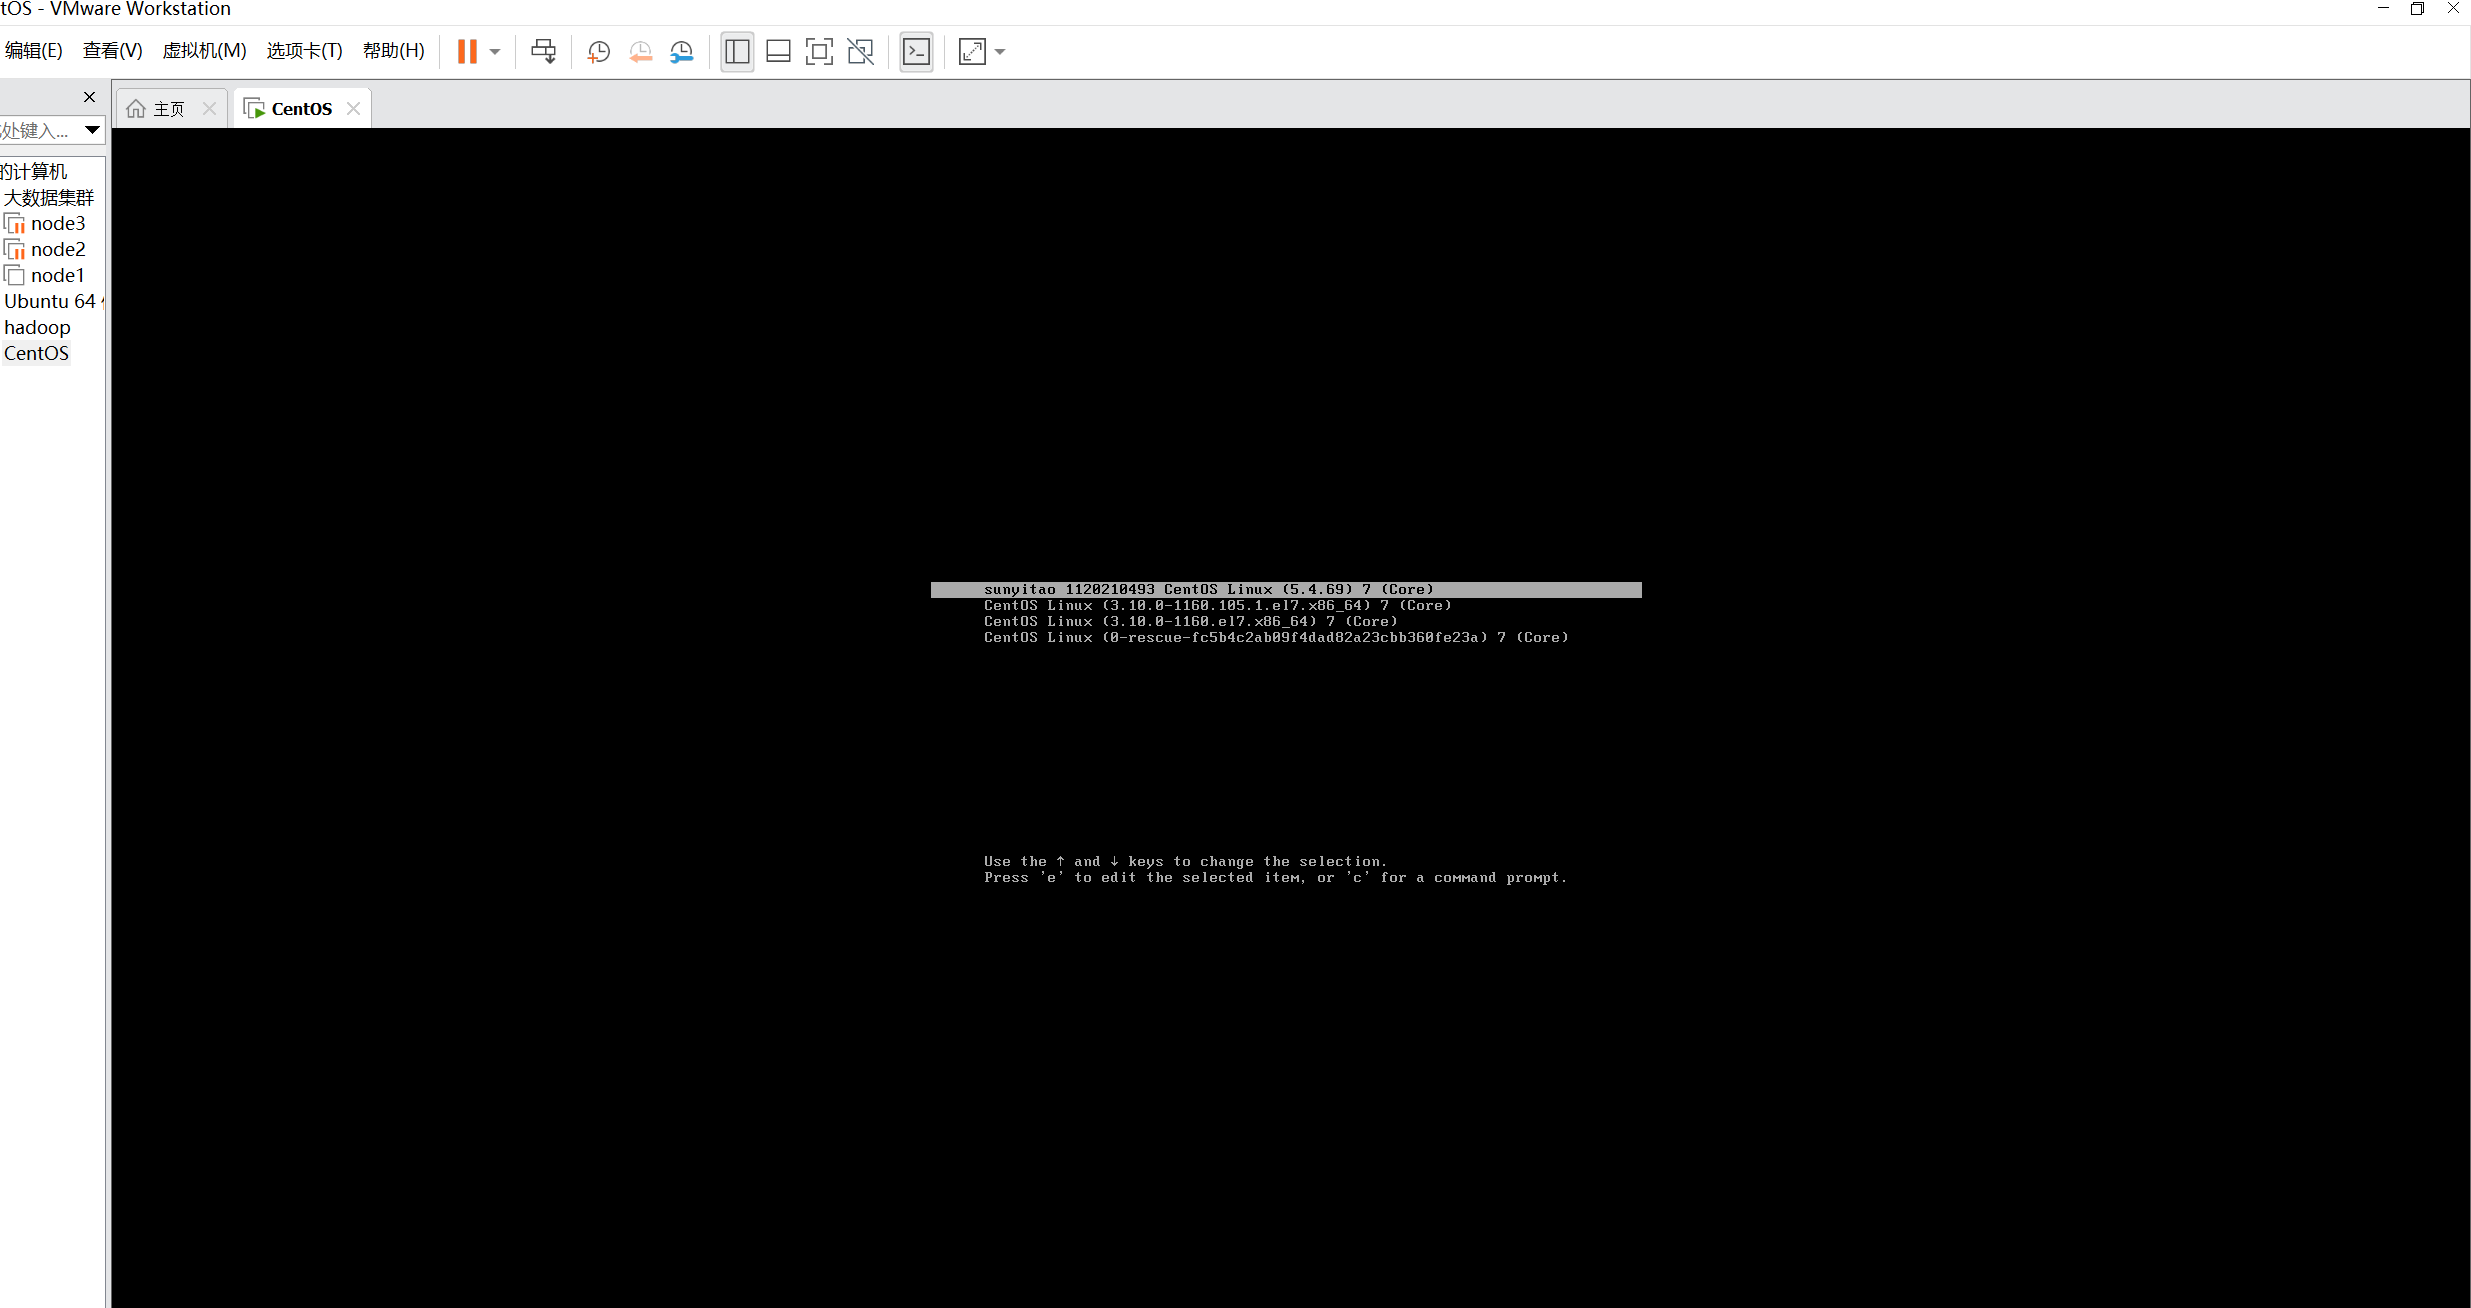 tOS - VMware Workstation
编辑(E) 查看(V) 虚拟机(M) 选项卡(T) 帮助(H)
主页 CentOS
处键入...
的计算机
大数据集群
node3
node2
node1
Ubuntu 64
hadoop
CentOS
sunyitao 1120210493 CentOS Linux (5.4.69) 7 (Core)
CentOS Linux (3.10.0-1160.105.1.el7.x86_64) 7 (Core)
CentOS Linux (3.10.0-1160.el7.x86_64) 7 (Core)
CentOS Linux (0-rescue-fc5b4c2ab09f4dad82a23cbb360fe23a) 7 (Core)
Use the ↑ and ↓ keys to change the selection.
Press 'e' to edit the selected item, or 'c' for a command prompt.